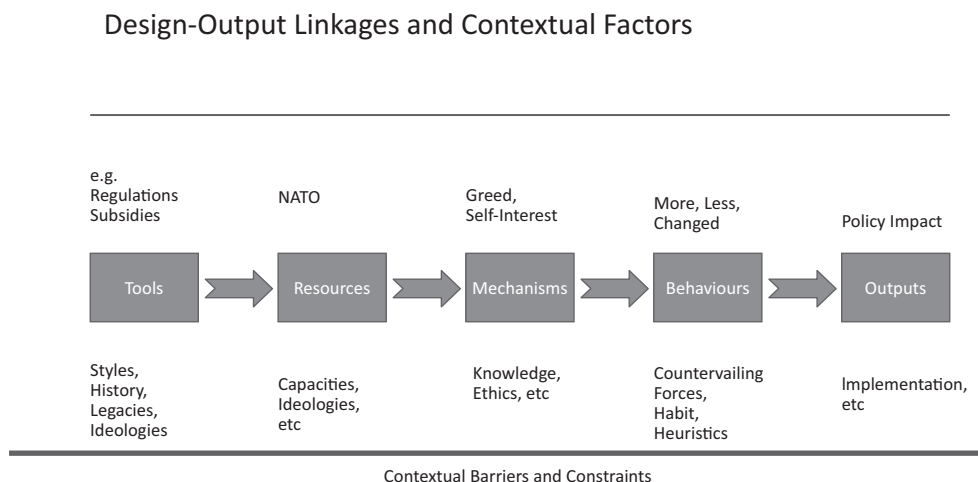 Design-Output Linkages and Contextual Factors
e.g.
Regulations
Subsidies
NATO
Greed,
Self-Interest
More, Less,
Changed
Policy Impact
Tools
Resources
Mechanisms
Behaviours
Outputs
Styles,
History,
Legacies,
Ideologies
Capacities,
Ideologies,
etc
Knowledge,
Ethics, etc
Countervailing
Forces,
Habit,
Heuristics
Implementation,
etc
Contextual Barriers and Constraints